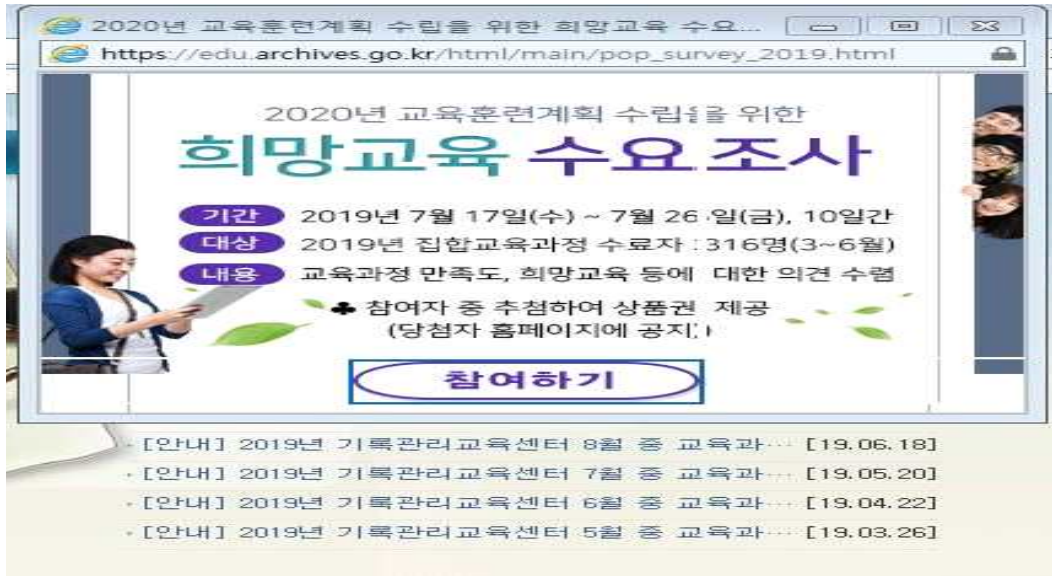 2020년 교육훈련계획 수립을 위한 희망교육 수요...
https://edu.archives.go.kr/html/main/pop_survey_2019.html
2020년 교육훈련계획 수립을 위한
희망교육 수요조사
기간 2019년 7월 17일(수) ~ 7월 26일(금), 10일간
대상 2019년 집합교육과정 수료자 : 316명(3~6월)
내용 교육과정 만족도, 희망교육 등에 대한 의견 수렴
♣ 참여자 중 추첨하여 상품권 제공
(당첨자 홈페이지에 공지)
참여하기
[안내] 2019년 기록관리교육센터 8월 중 교육과… [19.06.18]
[안내] 2019년 기록관리교육센터 7월 중 교육과… [19.05.20]
[안내] 2019년 기록관리교육센터 6월 중 교육과… [19.04.22]
[안내] 2019년 기록관리교육센터 5월 중 교육과… [19.03.26]